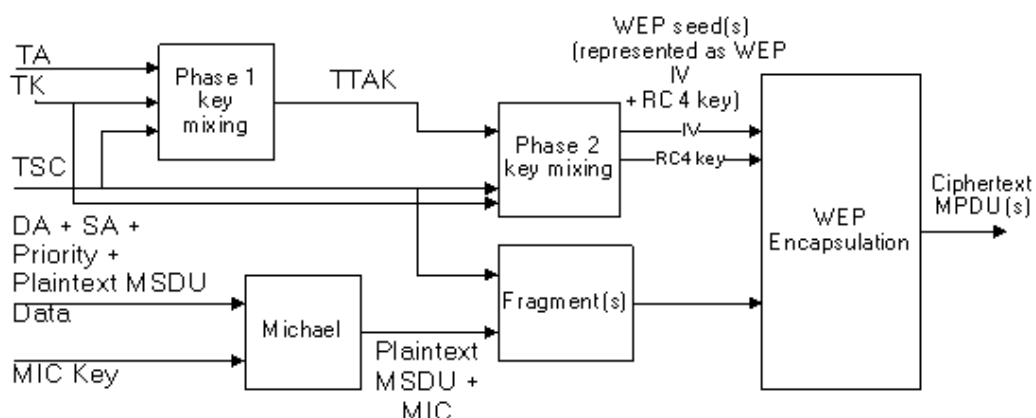 TA
TK
Phase 1
key
mixing
TTAK
WEP seed(s)
(represented as WEP
IV
+ RC4 key)
IV
RC4 key
Phase 2
key mixing
TSC
DA + SA +
Priority +
Plaintext MSDU
Data
MIC Key
Michael
Plaintext
MSDU +
MIC
Fragment(s)
WEP
Encapsulation
Ciphertext
MPDU(s)